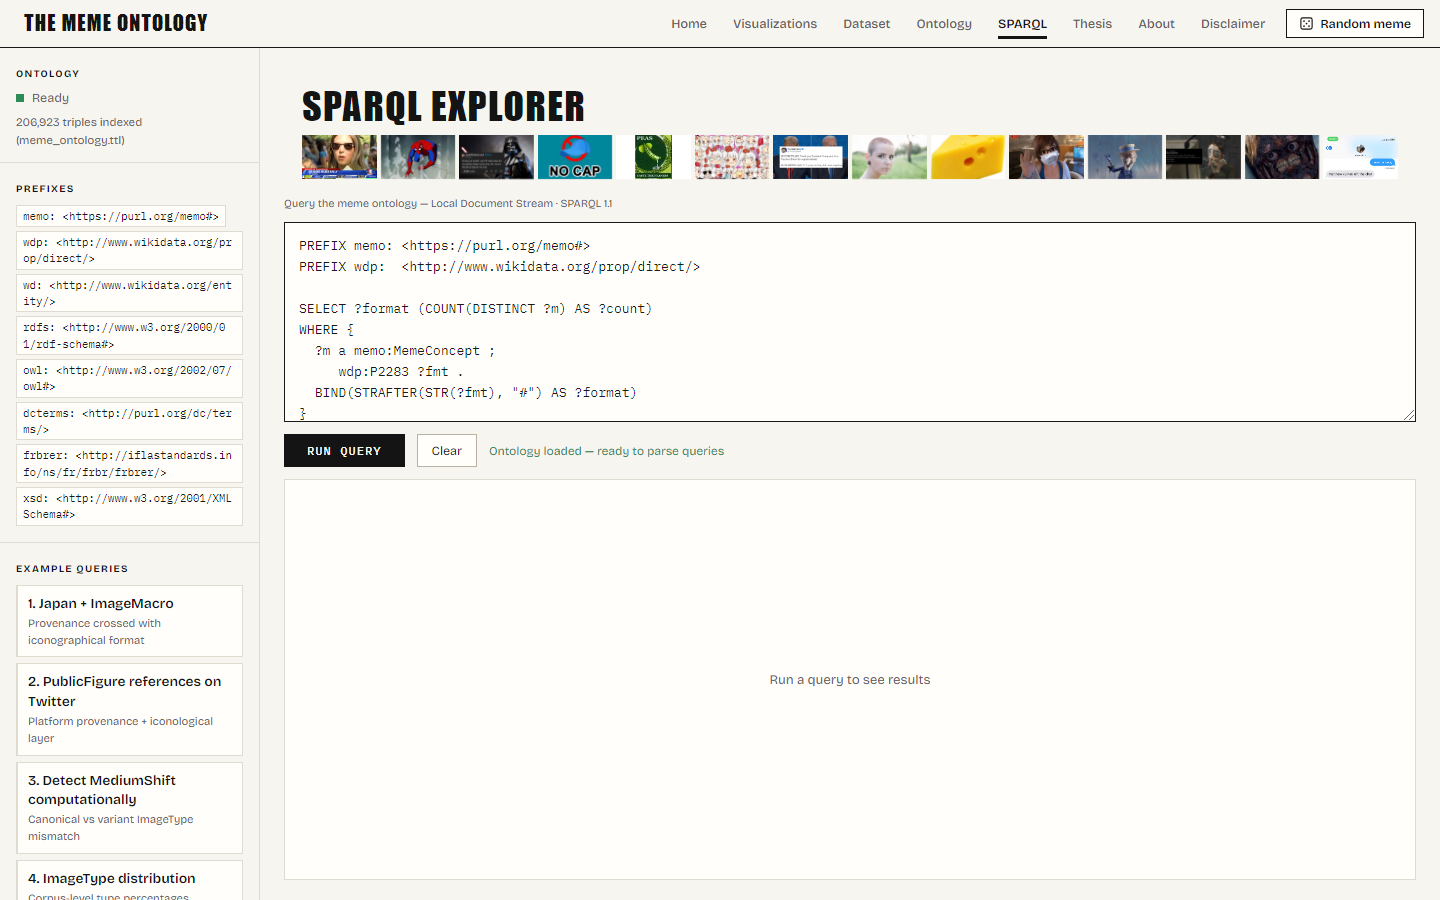 THE MEME ONTOLOGY
Home
Visualizations
Dataset
Ontology
SPARQL
Thesis
About
Disclaimer
Random meme
ONTOLOGY
Ready
206,923 triples indexed
(meme_ontology.ttl)
PREFIXES
memo: <https://purl.org/memo#>
wdp: <http://www.wikidata.org/pr
op/direct/>
wd: <http://www.wikidata.org/ent
ity/>
rdfs: <http://www.w3.org/2000/0
1/rdf-schema#>
owl: <http://www.w3.org/2002/07/
owl#>
dcterms: <http://purl.org/dc/ter
ms/>
frbrer: <http://iflastandards.in
fo/ns/fr/frbr/frbrer/>
xsd: <http://www.w3.org/2001/XML
Schema#>
EXAMPLE QUERIES
1. Japan + ImageMacro
Provenance crossed with
iconographical format
2. PublicFigure references on
Twitter
Platform provenance + iconological
layer
3. Detect MediumShift
computationally
Canonical vs variant ImageType
mismatch
4. ImageType distribution
Corpus-level type percentages
SPARQL EXPLORER
NO CAP
Query the meme ontology — Local Document Stream · SPARQL 1.1
PREFIX memo: <https://purl.org/memo#>
PREFIX wdp:  <http://www.wikidata.org/prop/direct/>
SELECT ?format (COUNT(DISTINCT ?m) AS ?count)
WHERE {
?m a memo:MemeConcept ;
wdp:P2283 ?fmt .
BIND(STRAFTER(STR(?fmt), "#") AS ?format)
}
RUN QUERY
Clear
Ontology loaded — ready to parse queries
Run a query to see results